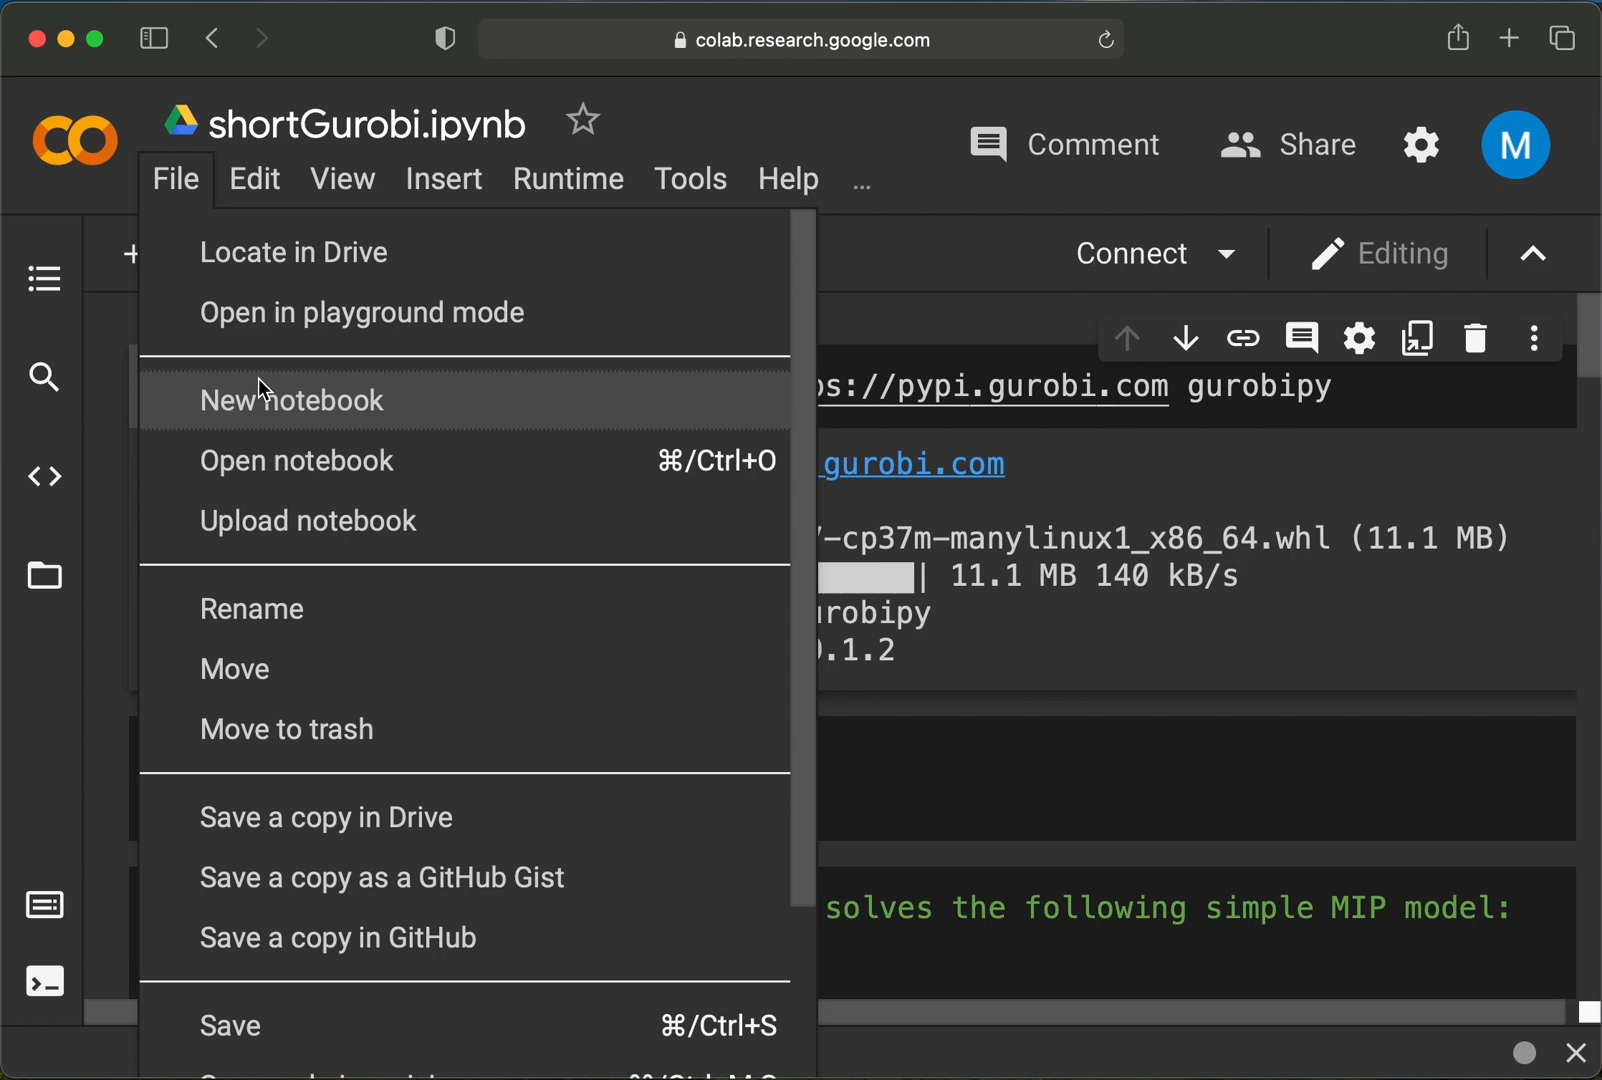 colab.research.google.com
shortGurobi.ipynb
Comment
Share
M
File Edit View Insert Runtime Tools Help ...
Connect
Editing
Locate in Drive
Open in playground mode
New notebook
Open notebook ⌘/Ctrl+O
Upload notebook
Rename
Move
Move to trash
Save a copy in Drive
Save a copy as a GitHub Gist
Save a copy in GitHub
Save ⌘/Ctrl+S
s://pypi.gurobi.com gurobipy
gurobi.com
-cp37m-manylinux1_x86_64.whl (11.1 MB)
| 11.1 MB 140 kB/s
robipy
.1.2
solves the following simple MIP model: